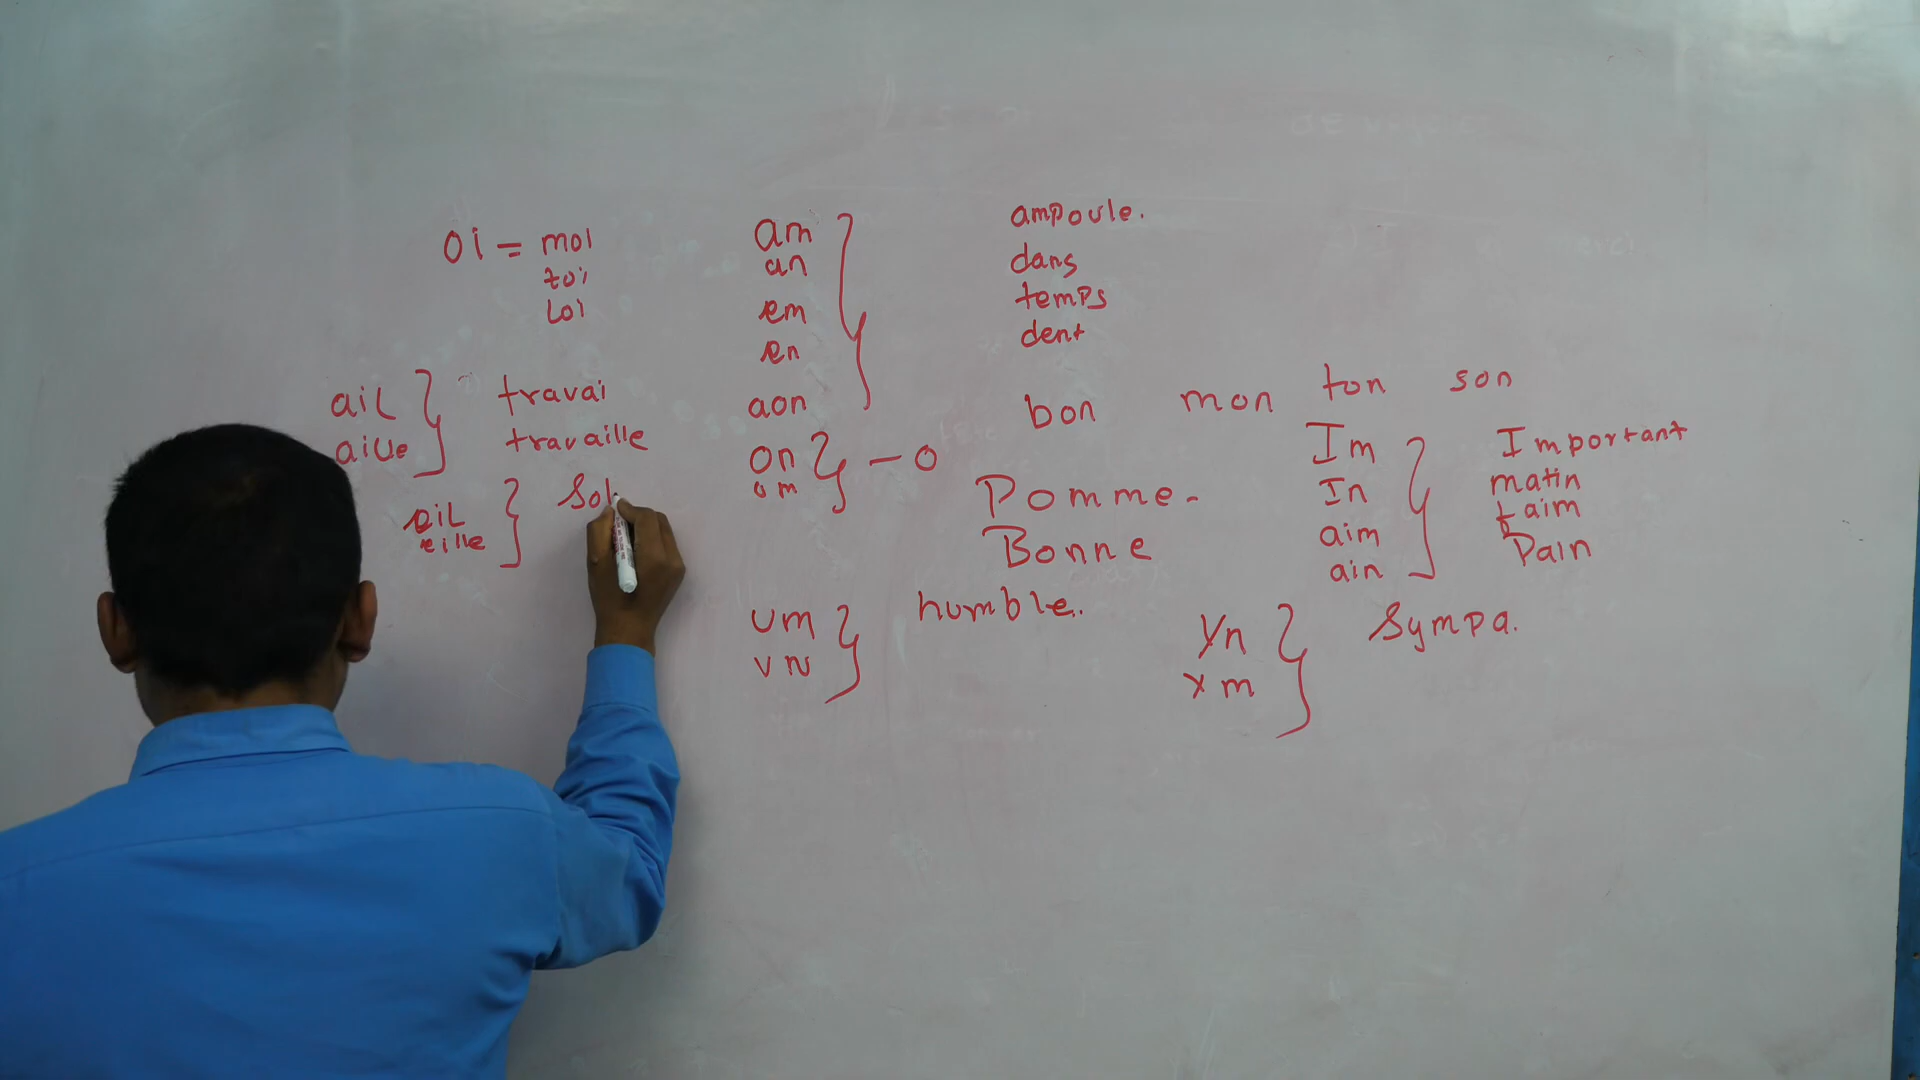 oi = moi
toi
Loi
ail
aille
travai
travaille
eil
eille
Sol
am
an
em
en
aon
on
om
- o
ampoule.
dans
temps
dent
bon mon ton son
Pomme-
Bonne
um
un
humble.
Im
In
aim
ain
Important
matin
faim
Pain
yn
ym
Sympa.